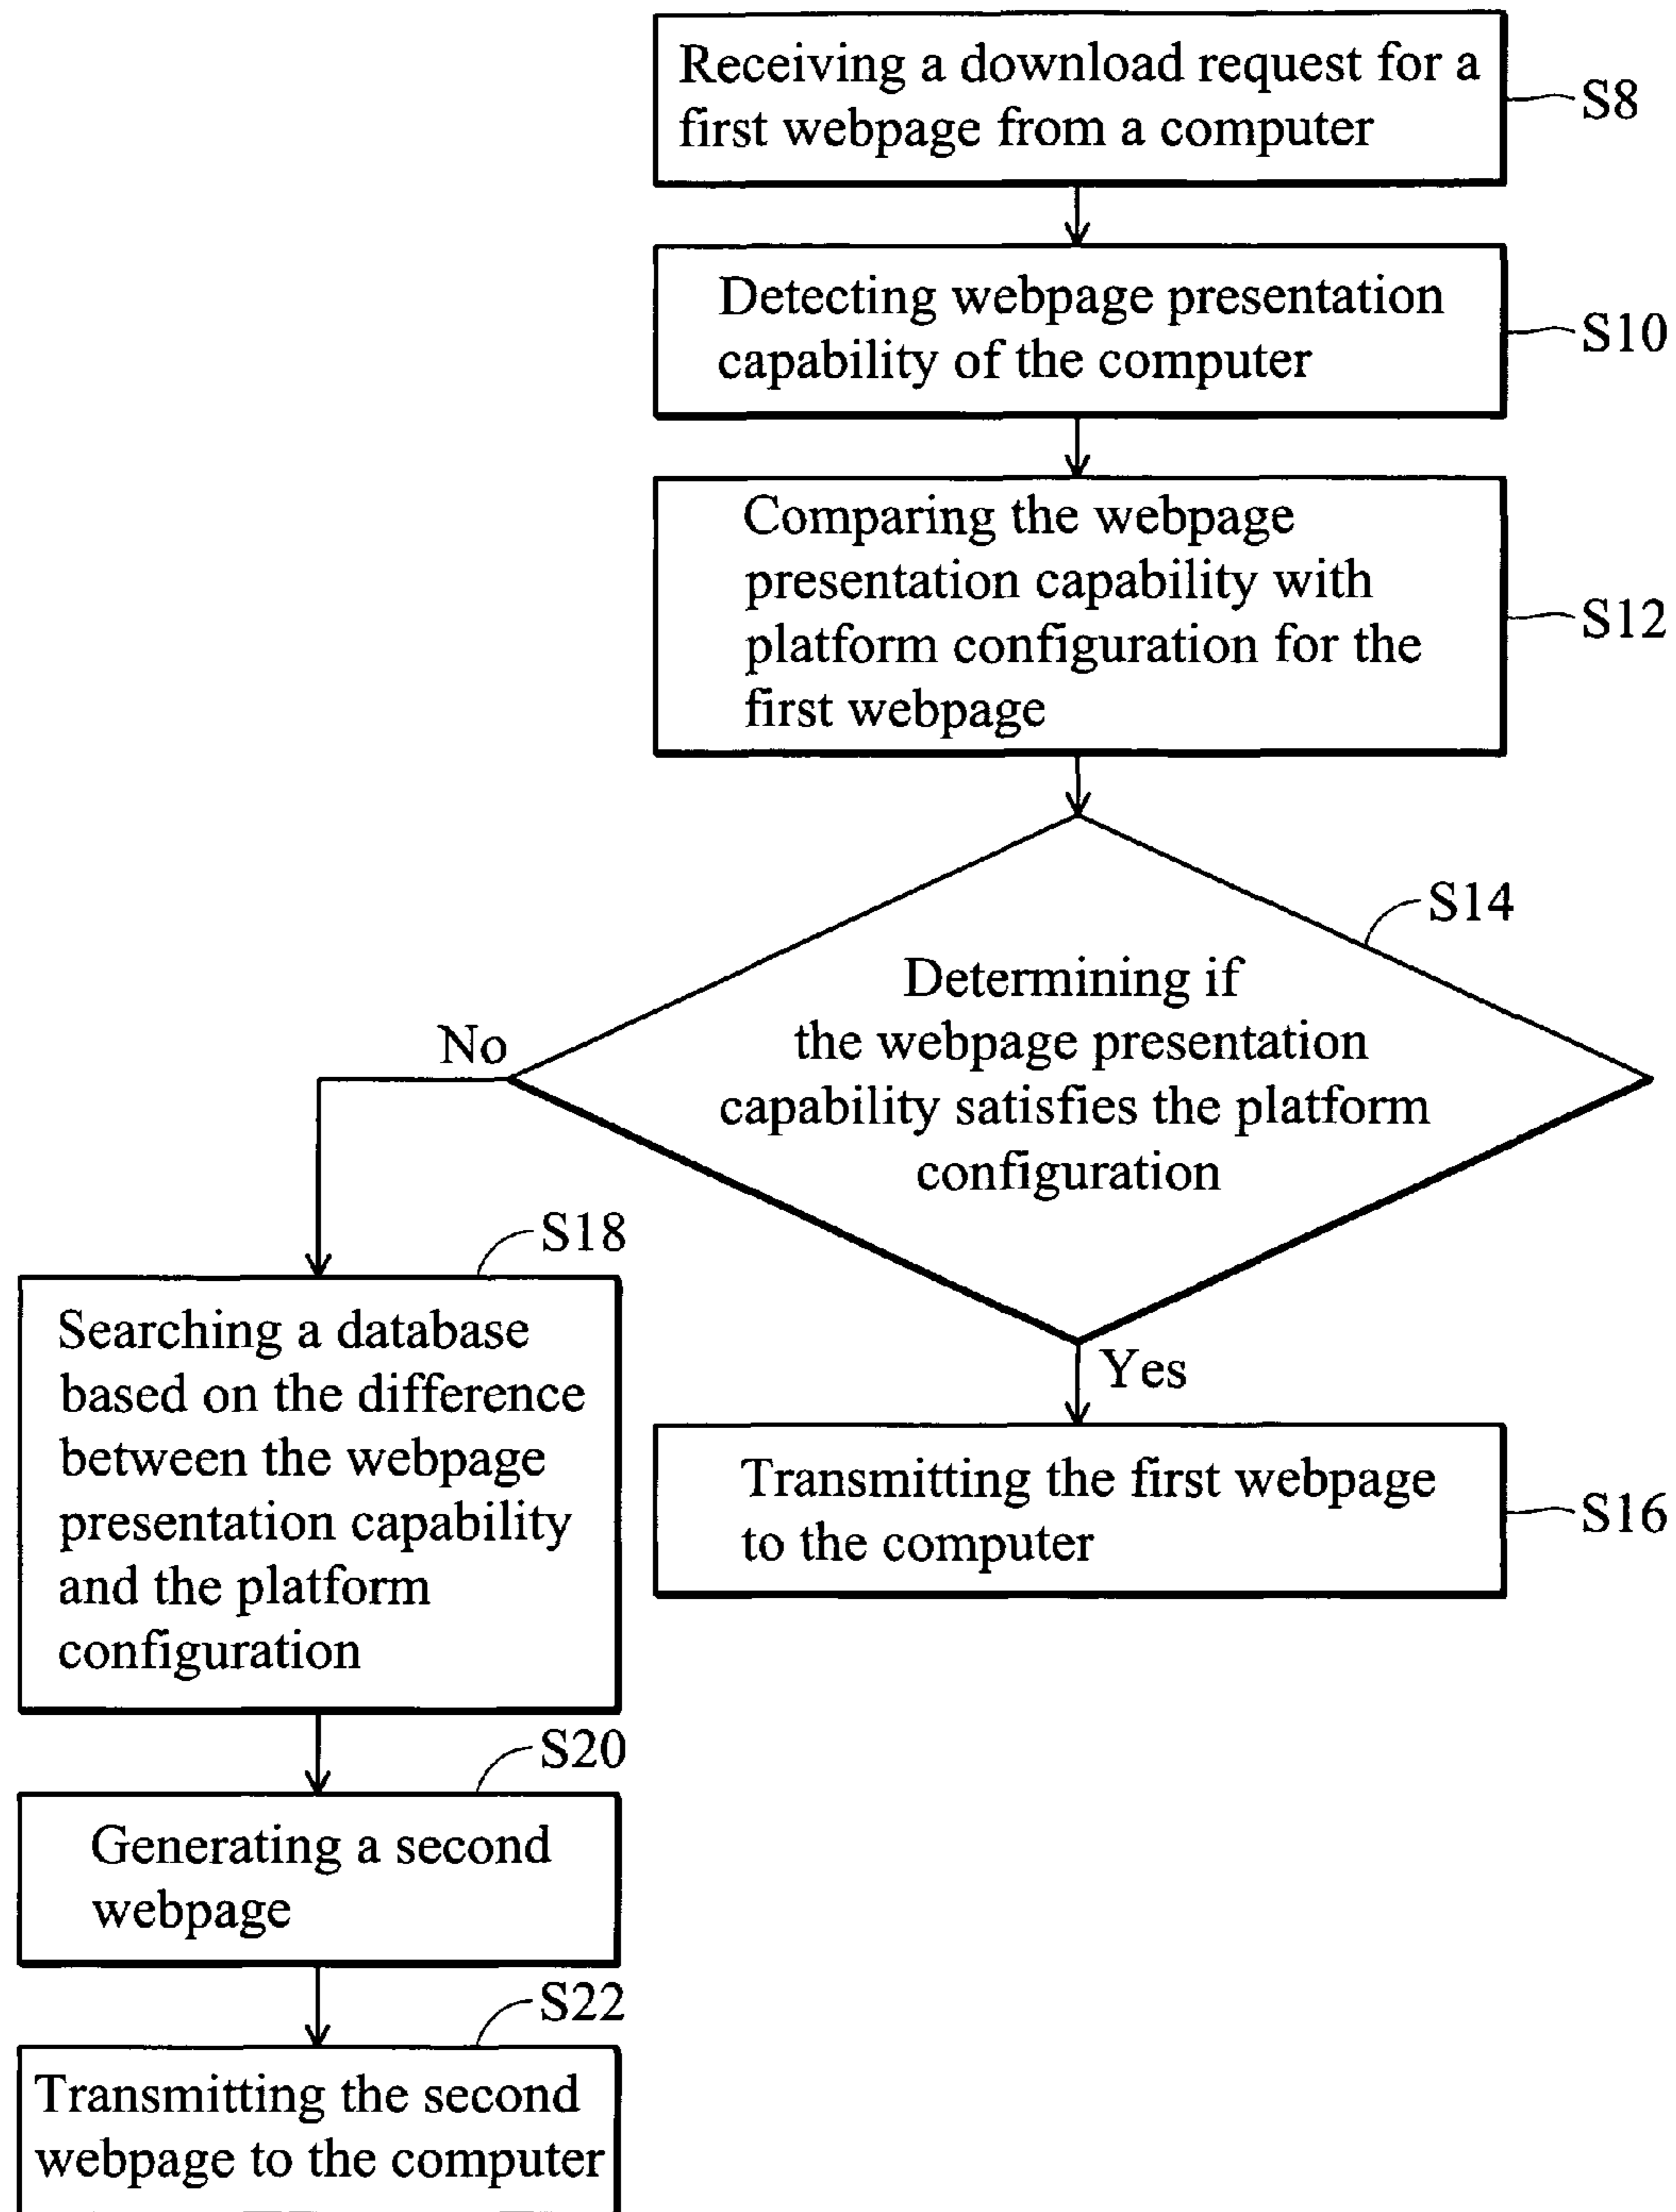 Receiving a download request for a
first webpage from a computer
S8
Detecting webpage presentation
capability of the computer
S10
Comparing the webpage
presentation capability with
platform configuration for the
first webpage
S12
S14
Determining if
the webpage presentation
capability satisfies the platform
configuration
No
Yes
Transmitting the first webpage
to the computer
S16
S18
Searching a database
based on the difference
between the webpage
presentation capability
and the platform
configuration
S20
Generating a second
webpage
S22
Transmitting the second
webpage to the computer